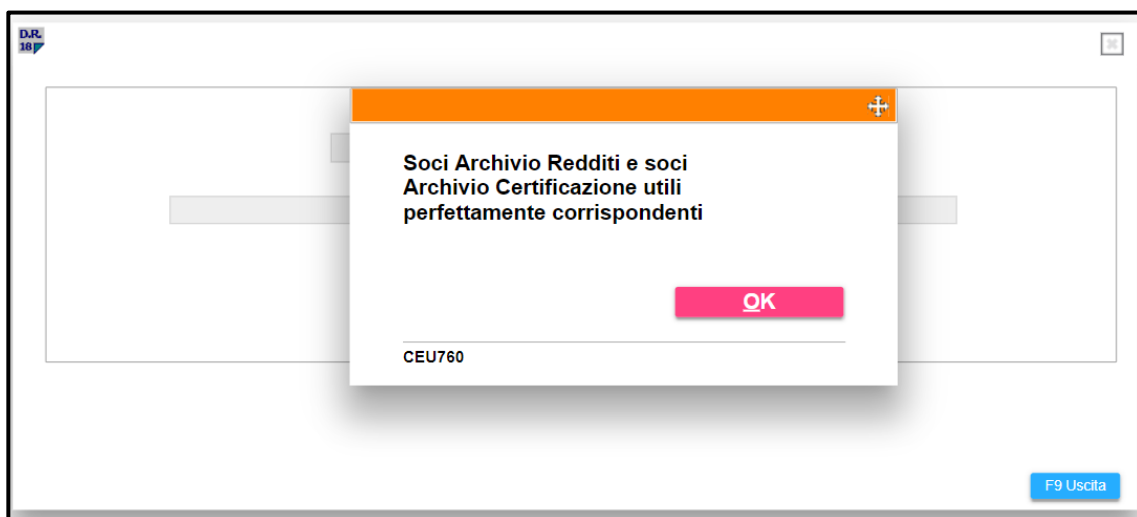 D.R.
18
Soci Archivio Redditi e soci
Archivio Certificazione utili
perfettamente corrispondenti
OK
CEU760
F9 Uscita